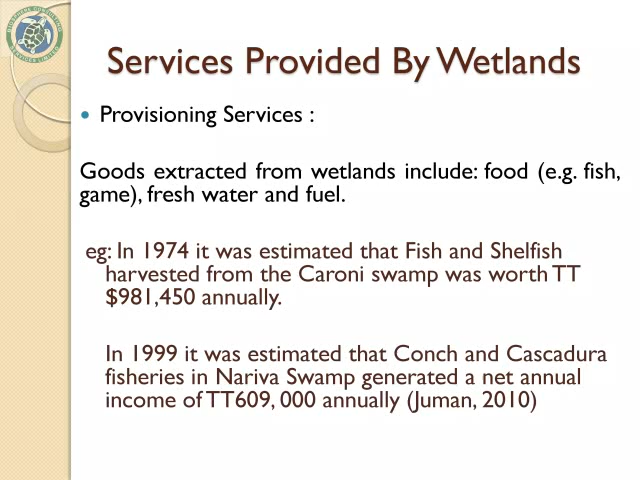 Services Provided By Wetlands
Provisioning Services :
Goods extracted from wetlands include: food (e.g. fish,
game), fresh water and fuel.
eg: In 1974 it was estimated that Fish and Shelfish
harvested from the Caroni swamp was worth TT
$981,450 annually.
In 1999 it was estimated that Conch and Cascadura
fisheries in Nariva Swamp generated a net annual
income of TT609, 000 annually (Juman, 2010)